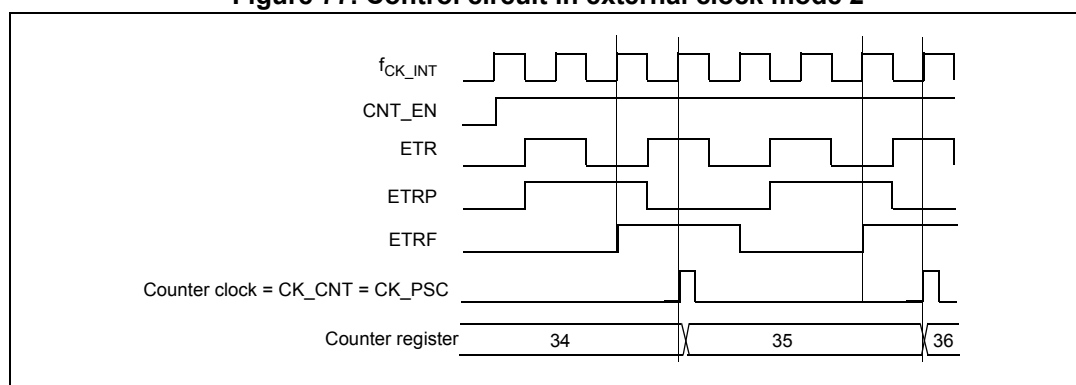 Figure 77. Control circuit in external clock mode 2
fCK_INT
CNT_EN
ETR
ETRP
ETRF
Counter clock = CK_CNT = CK_PSC
Counter register 34 35 36